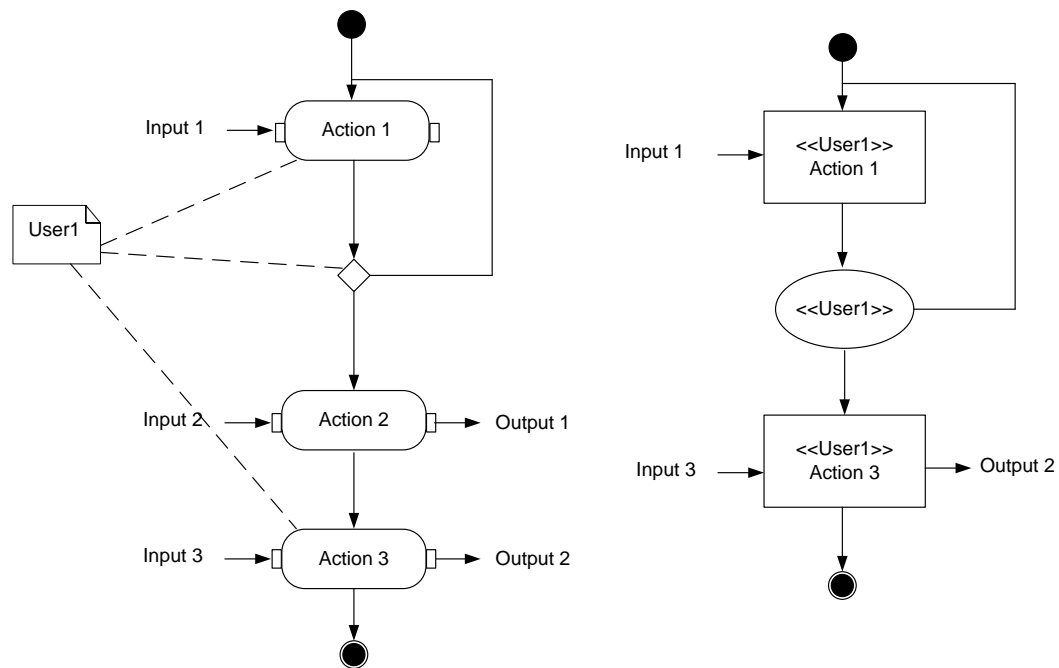 Input 1
Action 1
User1
Input 2
Action 2
Output 1
Input 3
Action 3
Output 2
Input 1
<<User1>>
Action 1
<<User1>>
Input 3
<<User1>>
Action 3
Output 2